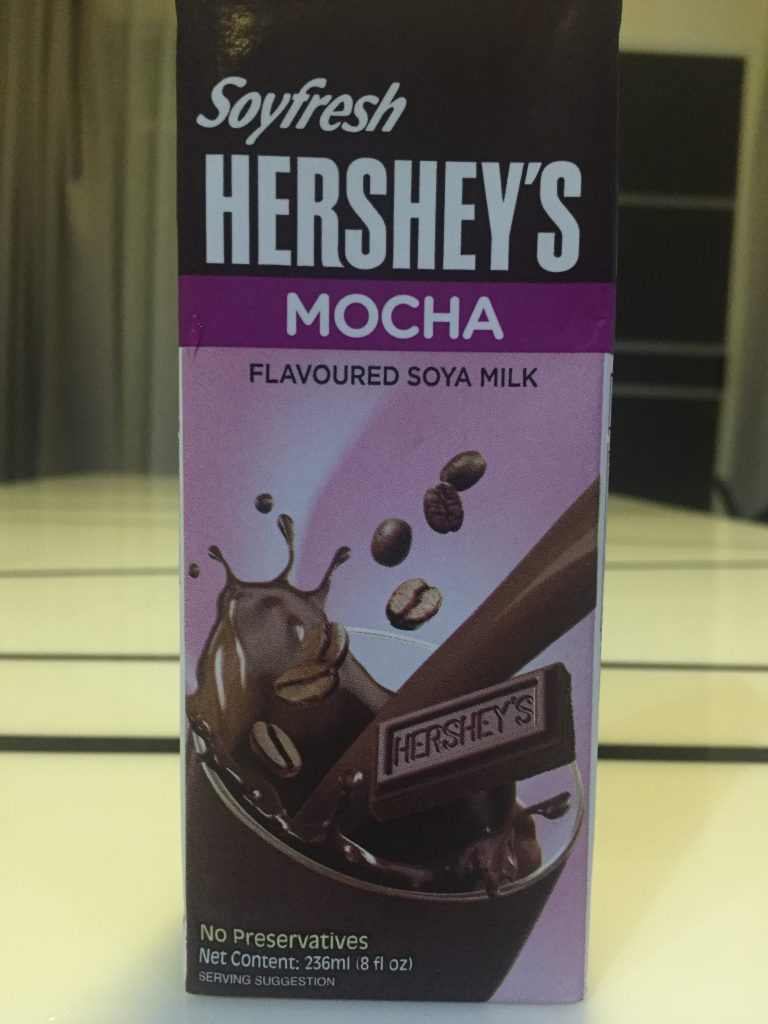 Soyfresh
HERSHEY'S
MOCHA
FLAVOURED SOYA MILK
HERSHEY'S
No Preservatives
Net Content: 236ml (8 fl oz)
SERVING SUGGESTION